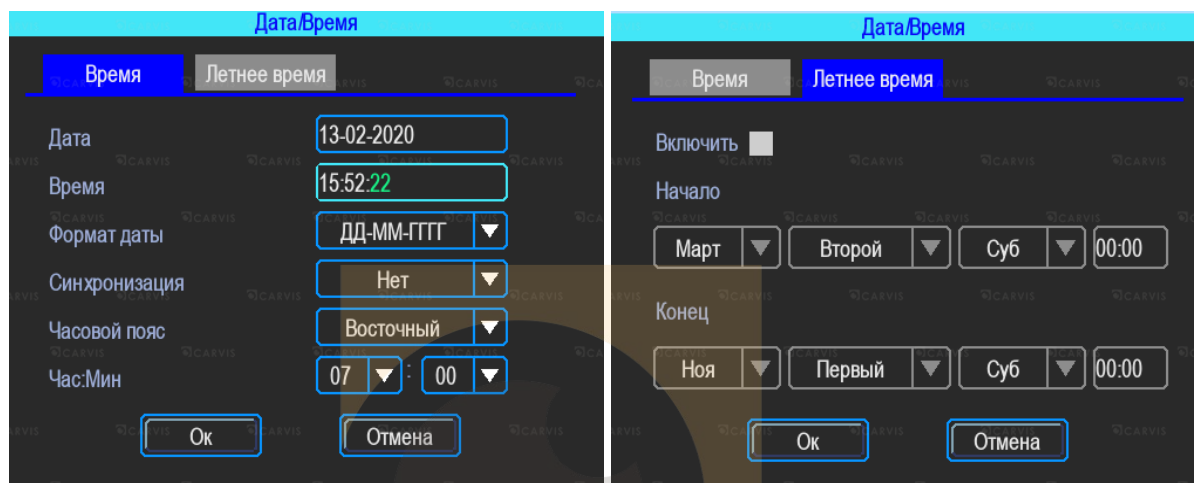 Дата/Время
Время Летнее время
Дата 13-02-2020
Время 15:52:22
Формат даты ДД-ММ-ГГГГ
Синхронизация Нет
Часовой пояс Восточный
Час:Мин 07 : 00
Ок Отмена
Дата/Время
Время Летнее время
Включить
Начало
Март Второй Суб 00:00
Конец
Ноя Первый Суб 00:00
Ок Отмена
CARVIS